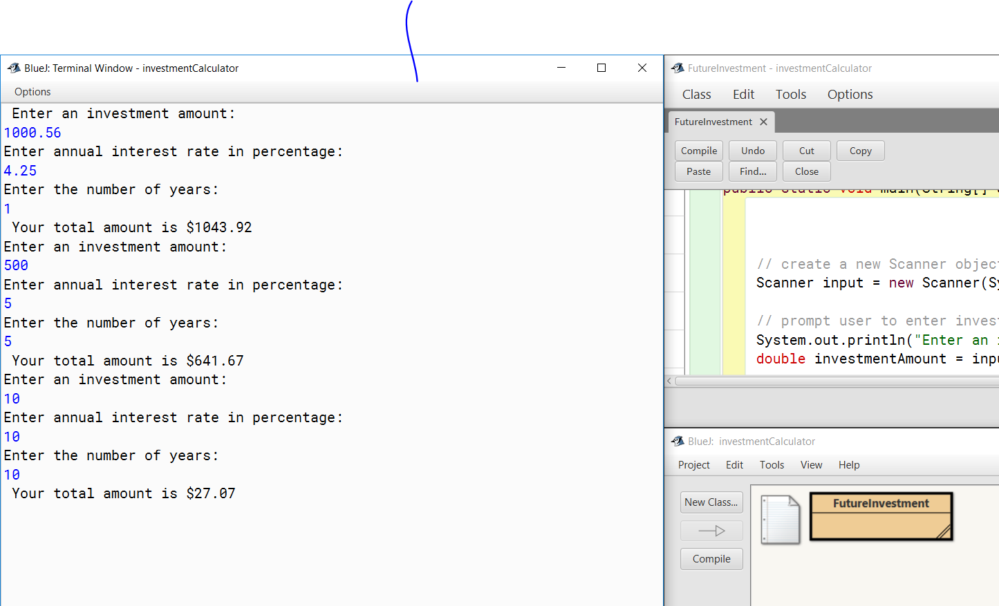 BlueJ: Terminal Window - investmentCalculator
Options
Enter an investment amount:
1000.56
Enter annual interest rate in percentage:
4.25
Enter the number of years:
1
Your total amount is $1043.92
Enter an investment amount:
500
Enter annual interest rate in percentage:
5
Enter the number of years:
5
Your total amount is $641.67
Enter an investment amount:
10
Enter annual interest rate in percentage:
10
Enter the number of years:
10
Your total amount is $27.07
FutureInvestment - investmentCalculator
Class Edit Tools Options
FutureInvestment
Compile Undo Cut Copy
Paste Find... Close
public static void main(String[]
// create a new Scanner objec
Scanner input = new Scanner(Sy
// prompt user to enter inves
System.out.println("Enter an
double investmentAmount = inpu
BlueJ: investmentCalculator
Project Edit Tools View Help
New Class...
Compile
FutureInvestment